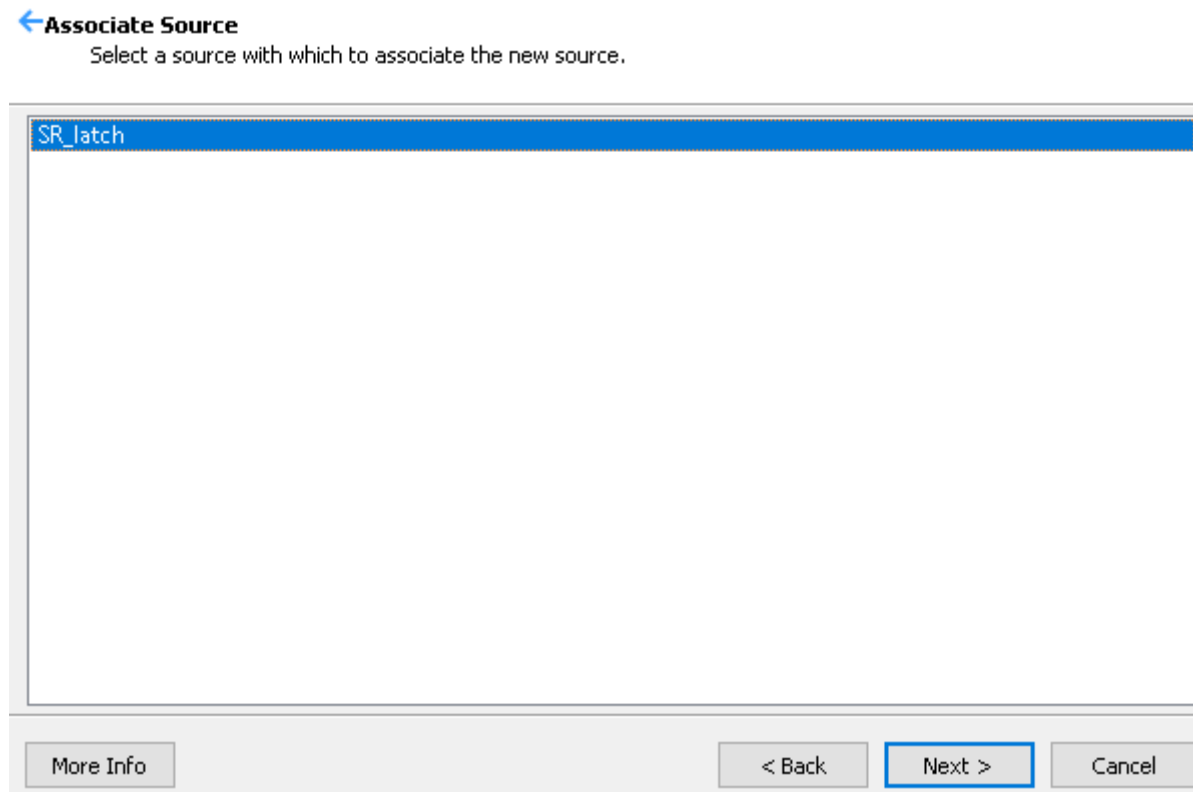 Associate Source
Select a source with which to associate the new source.
SR_latch
More Info
< Back
Next >
Cancel